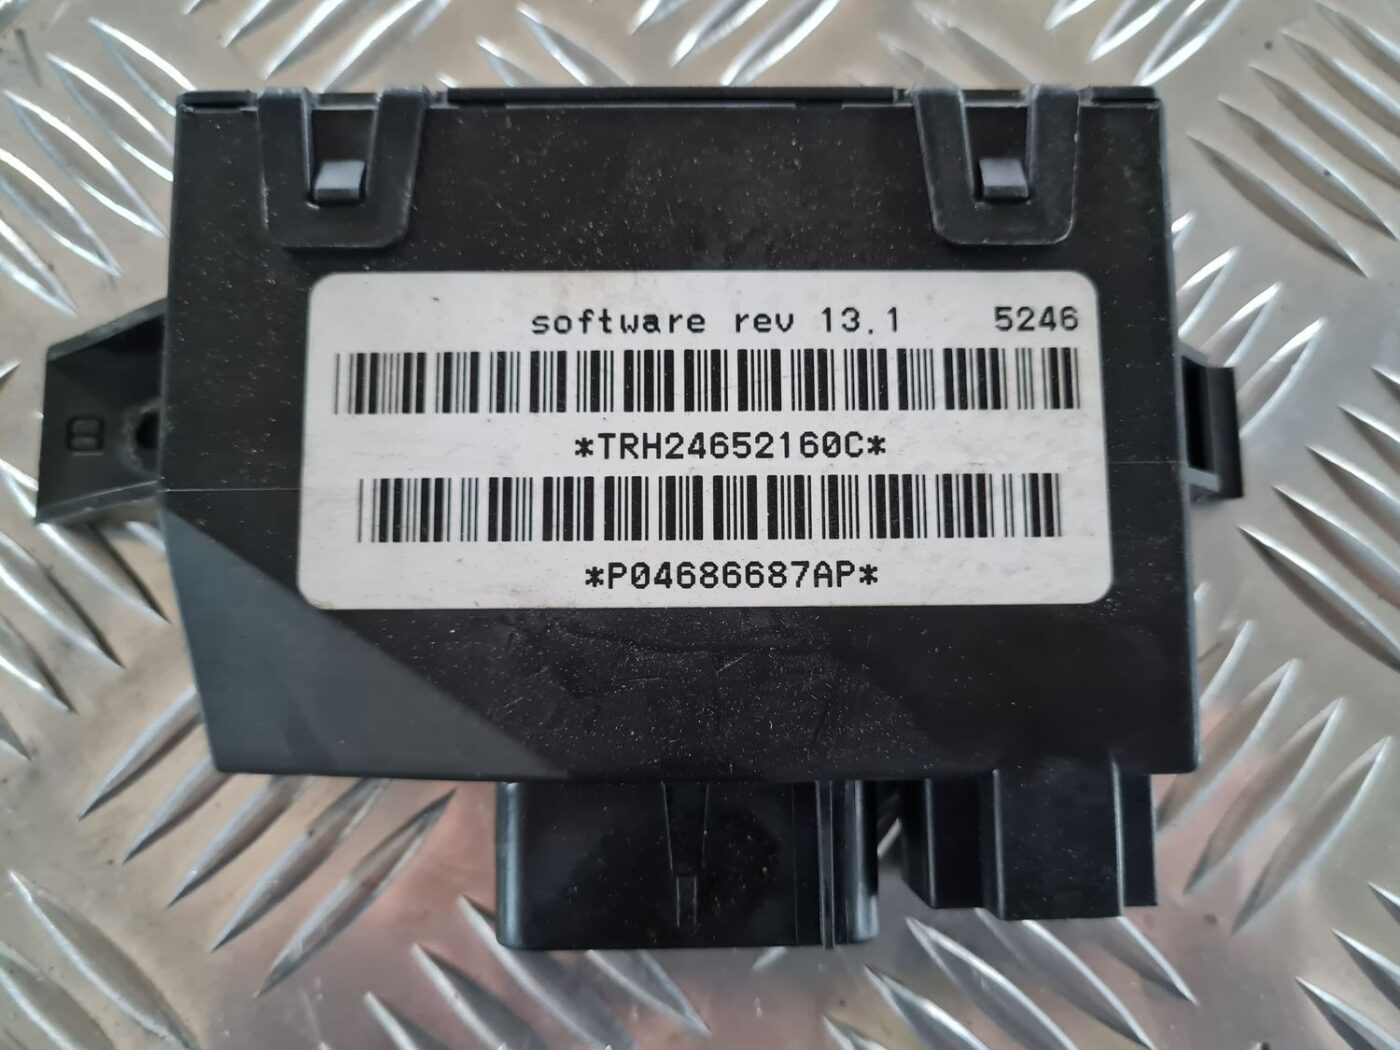 software rev 13.1 5246
*TRH24652160C*
*P04686687AP*